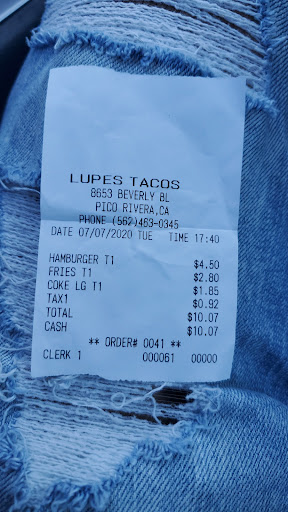 LUPES TACOS
8653 BEVERLY BL
PICO RIVERA,CA
PHONE (562)463-0345
DATE 07/07/2020 TUE TIME 17:40
HAMBURGER T1 $4.50
FRIES T1 $2.80
COKE LG T1 $1.85
TAX1 $0.92
TOTAL $10.07
CASH $10.07
** ORDER# 0041 **
CLERK 1 000061 00000